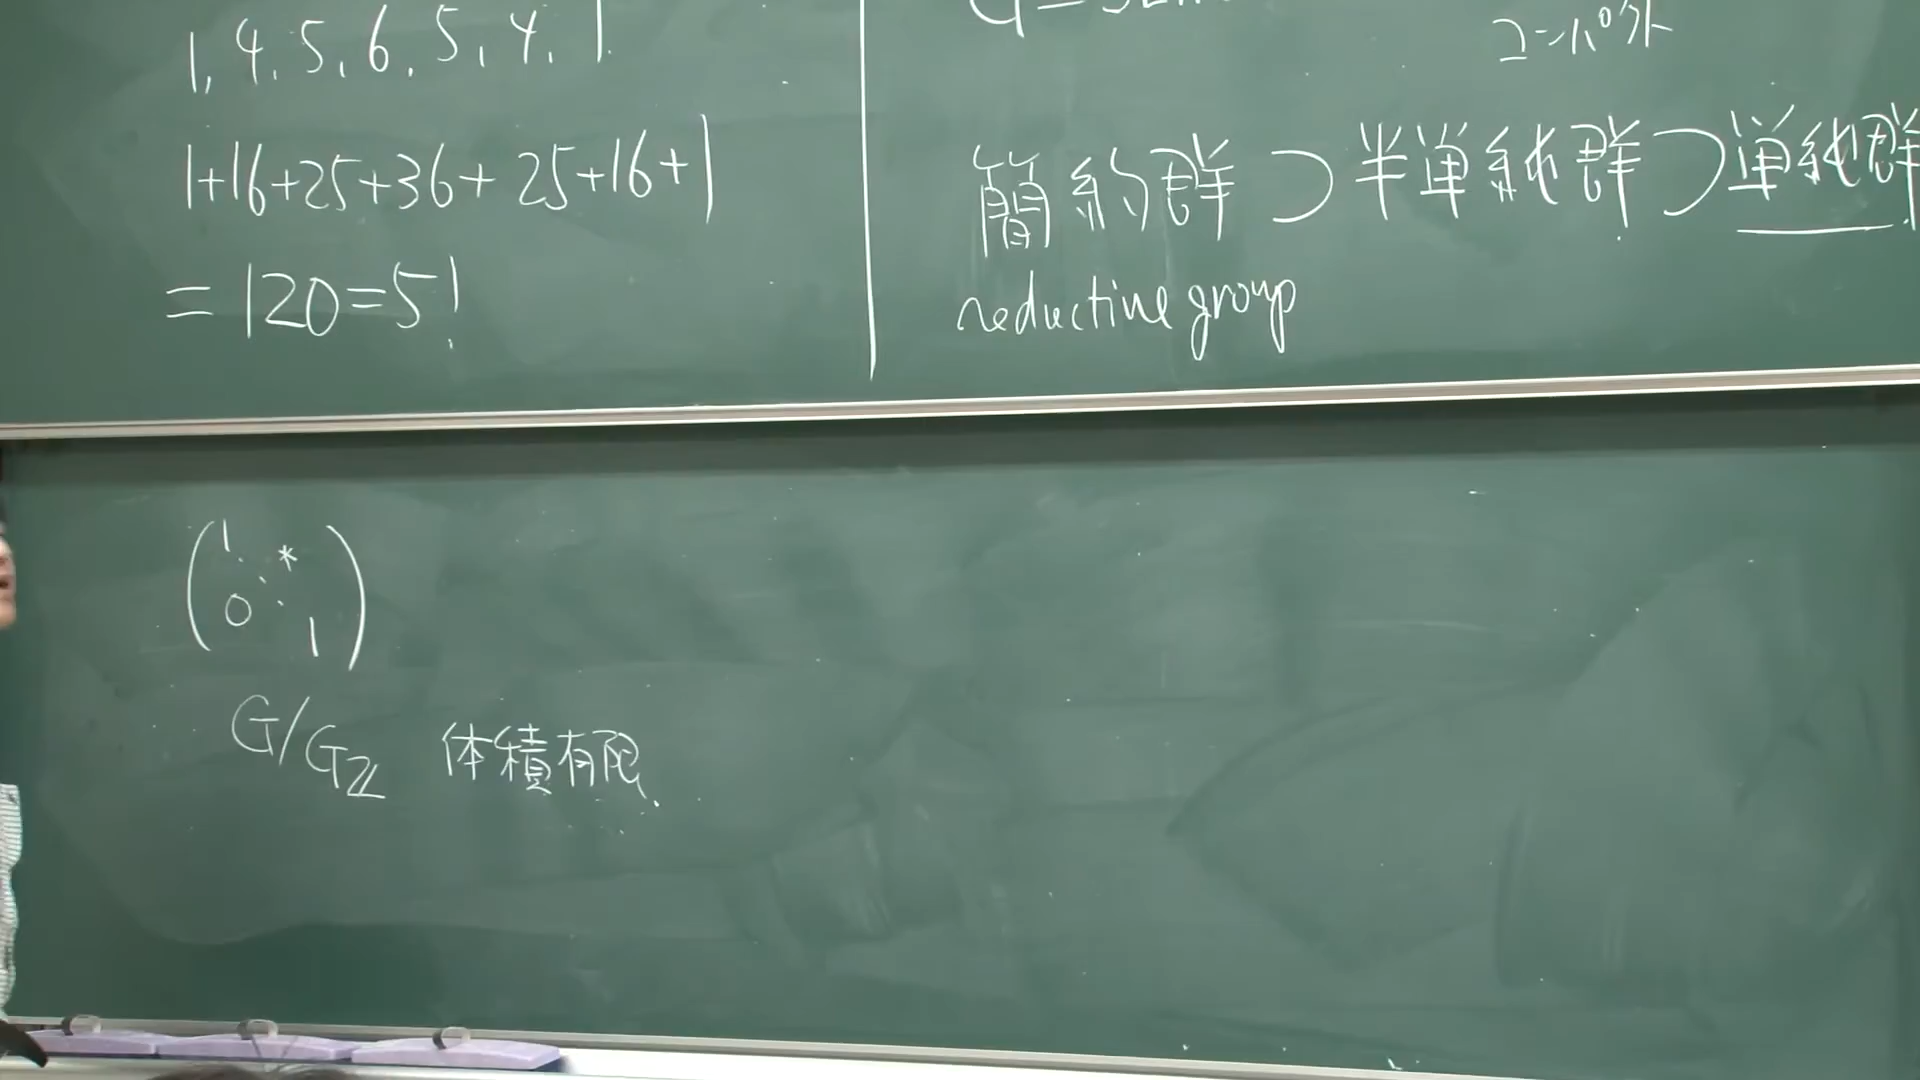 1, 4, 5, 6, 5, 4, 1
1+16+25+36+25+16+1
=120=5!
コンパクト
簡約群⊃半単純群⊃単純群
reductive group
1 *
0 1
G/G_ℤ 体積有限.